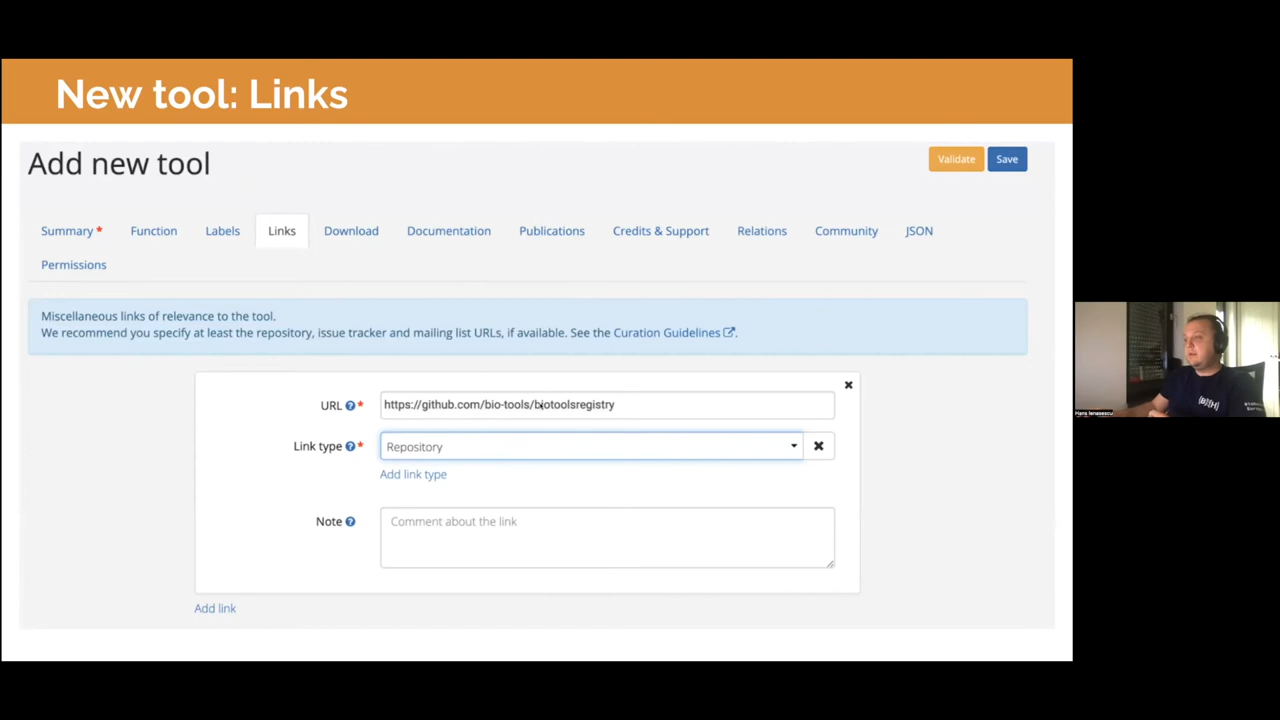 New tool: Links
Add new tool
Validate Save
Summary * Function Labels Links Download Documentation Publications Credits & Support Relations Community JSON
Permissions
Miscellaneous links of relevance to the tool.
We recommend you specify at least the repository, issue tracker and mailing list URLs, if available. See the Curation Guidelines.
URL * https://github.com/bio-tools/biotoolsregistry
Link type * Repository
Add link type
Note Comment about the link
Add link
Hans Ienasescu